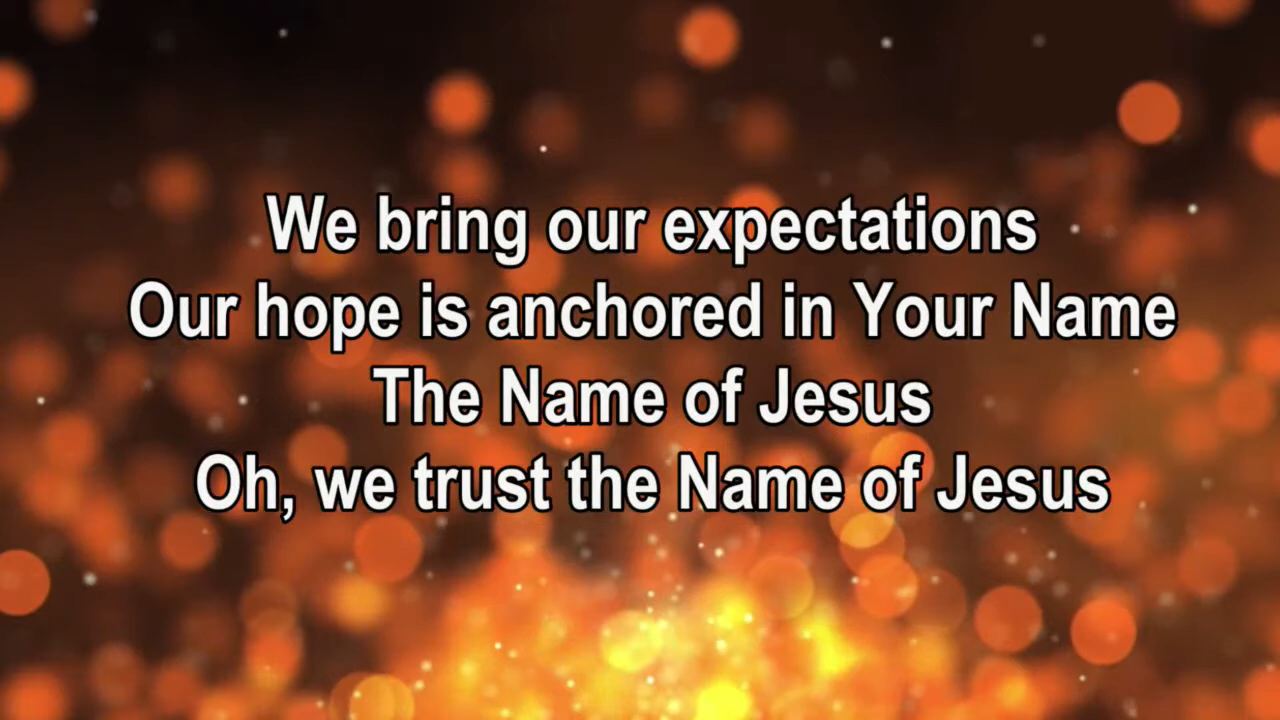 We bring our expectations
Our hope is anchored in Your Name
The Name of Jesus
Oh, we trust the Name of Jesus